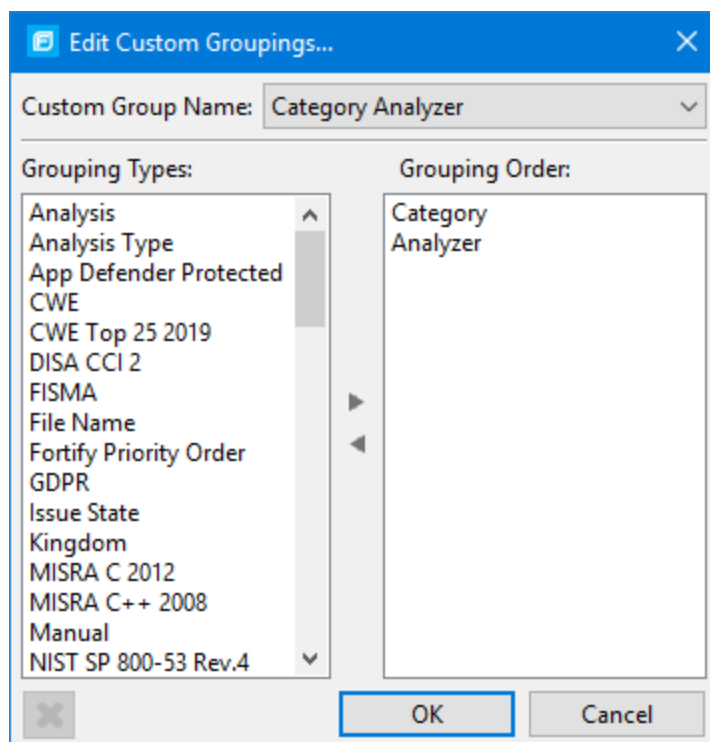 Edit Custom Groupings...
Custom Group Name: Category Analyzer
Grouping Types:
Grouping Order:
Analysis
Analysis Type
App Defender Protected
CWE
CWE Top 25 2019
DISA CCI 2
FISMA
File Name
Fortify Priority Order
GDPR
Issue State
Kingdom
MISRA C 2012
MISRA C++ 2008
Manual
NIST SP 800-53 Rev.4
Category
Analyzer
OK
Cancel